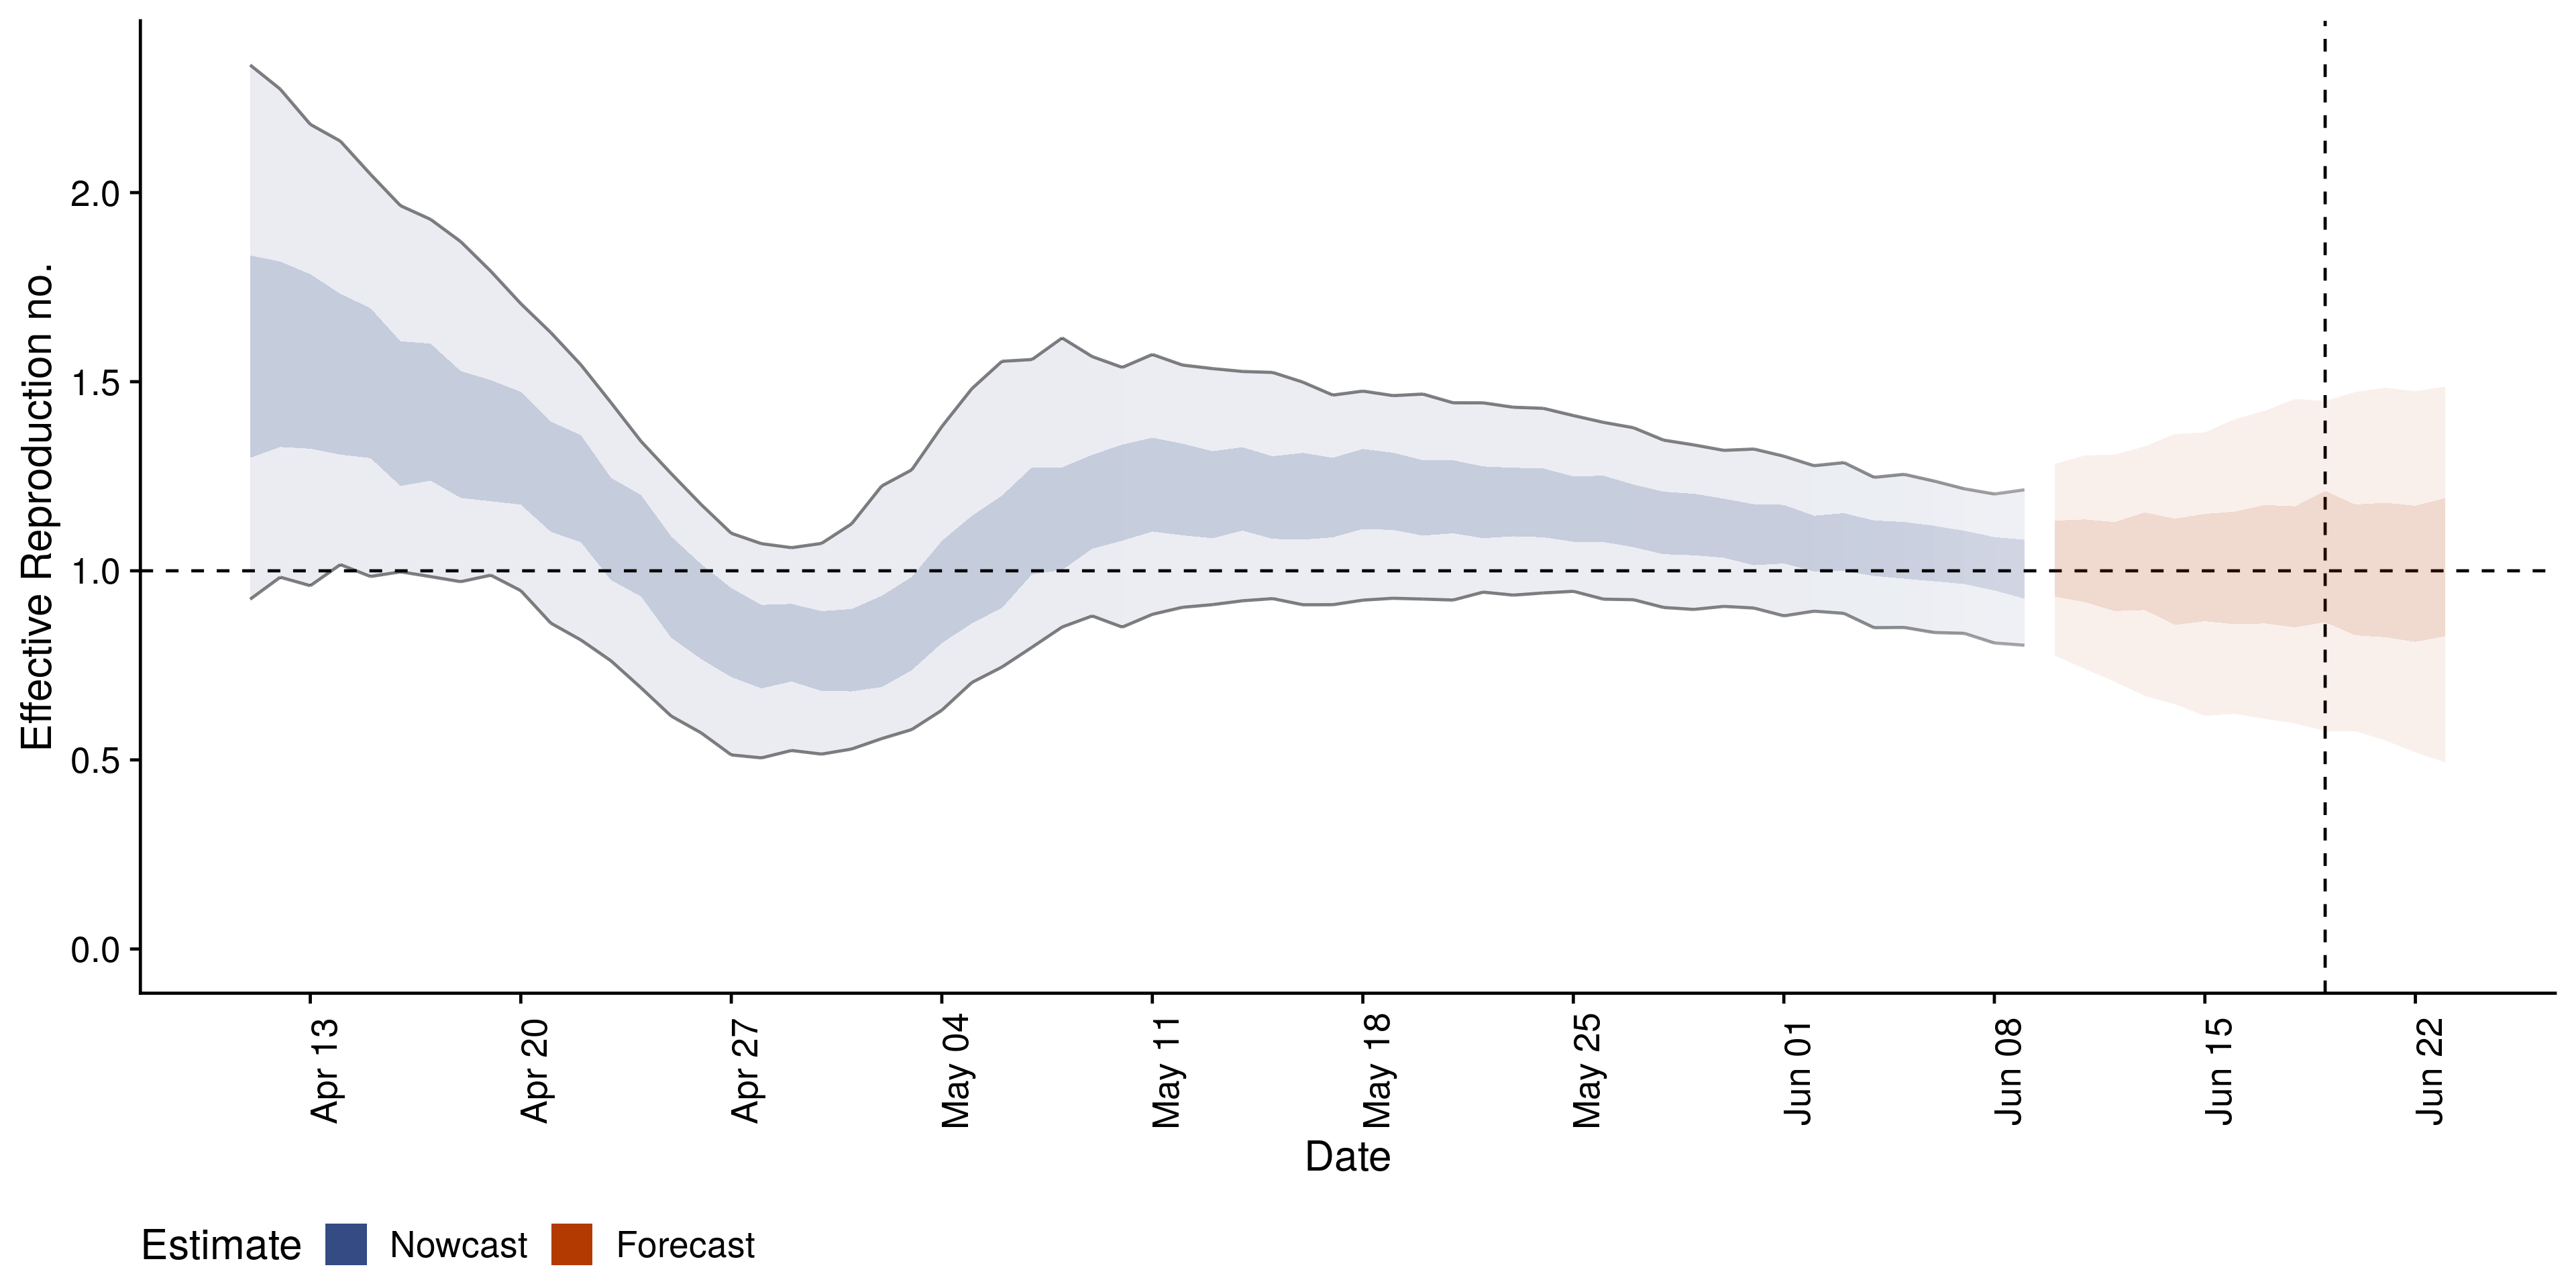 Effective Reproduction no.
2.0
1.5
1.0
0.5
0.0
Apr 13
Apr 20
Apr 27
May 04
May 11
May 18
May 25
Jun 01
Jun 08
Jun 15
Jun 22
Date
Estimate Nowcast Forecast